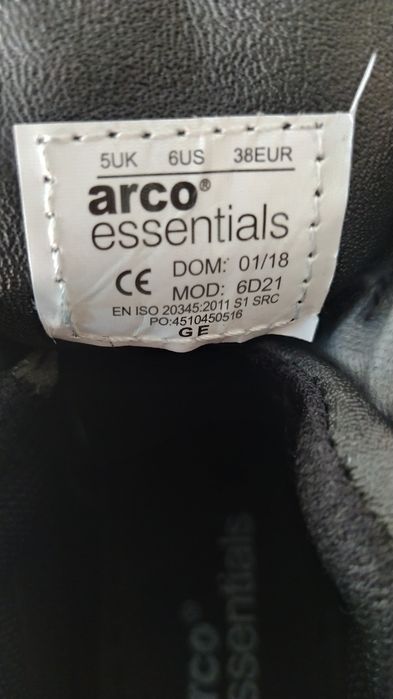 5UK 6US 38EUR
arco®
essentials
CE DOM: 01/18
MOD: 6D21
EN ISO 20345:2011 S1 SRC
PO:4510450516
GE
arco®
essentials